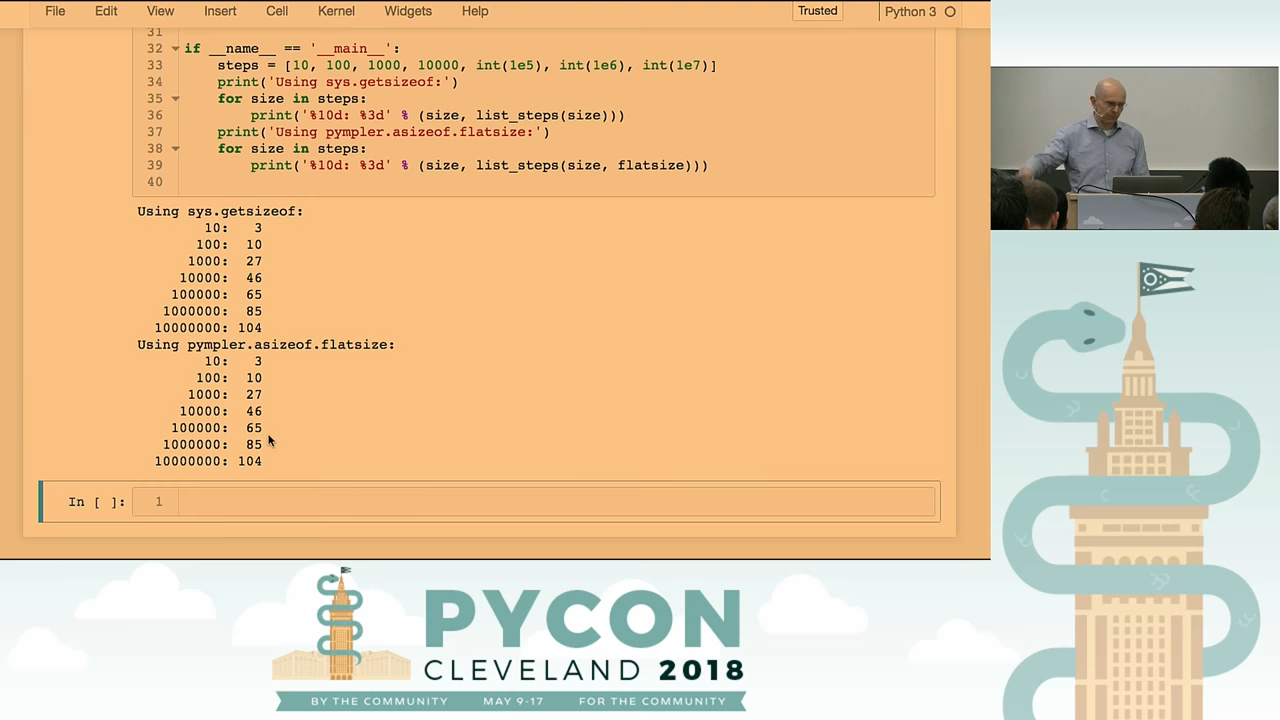 File Edit View Insert Cell Kernel Widgets Help Trusted Python 3
31
32 if __name__ == '__main__':
33 steps = [10, 100, 1000, 10000, int(1e5), int(1e6), int(1e7)]
34 print('Using sys.getsizeof:')
35 for size in steps:
36 print('%10d: %3d' % (size, list_steps(size)))
37 print('Using pympler.asizeof.flatsize:')
38 for size in steps:
39 print('%10d: %3d' % (size, list_steps(size, flatsize)))
40
Using sys.getsizeof:
10: 3
100: 10
1000: 27
10000: 46
100000: 65
1000000: 85
10000000: 104
Using pympler.asizeof.flatsize:
10: 3
100: 10
1000: 27
10000: 46
100000: 65
1000000: 85
10000000: 104
In [ ]: 1
PYCON
CLEVELAND 2018
BY THE COMMUNITY MAY 9-17 FOR THE COMMUNITY